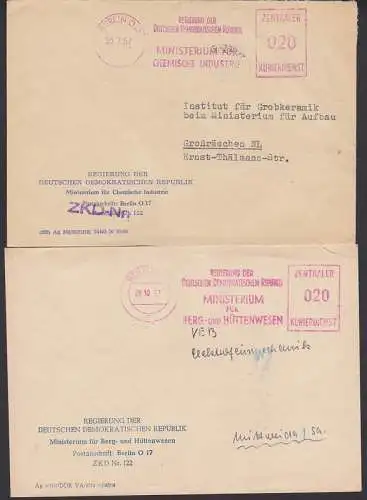 BERLIN
REGIERUNG DER
DEUTSCHEN DEMOKRATISCHEN REPUBLIK
MINISTERIUM FÜR
CHEMISCHE INDUSTRIE
ZENTRALER
020
KURIERDIENST
Institut für Grobkeramik
beim Ministerium für Aufbau
Großräschen NL
Ernst-Thälmann-Str.
REGIERUNG DER
DEUTSCHEN DEMOKRATISCHEN REPUBLIK
Ministerium für Chemische Industrie
Postanschrift: Berlin O 17
ZKD-Nr.
122
REGIERUNG DER
DEUTSCHEN DEMOKRATISCHEN REPUBLIK
MINISTERIUM
FÜR
BERG- UND HÜTTENWESEN
ZENTRALER
020
KURIERDIENST
VEB
Mittweida / Sa.
REGIERUNG DER
DEUTSCHEN DEMOKRATISCHEN REPUBLIK
Ministerium für Berg- und Hüttenwesen
Postanschrift: Berlin O 17
ZKD Nr. 122